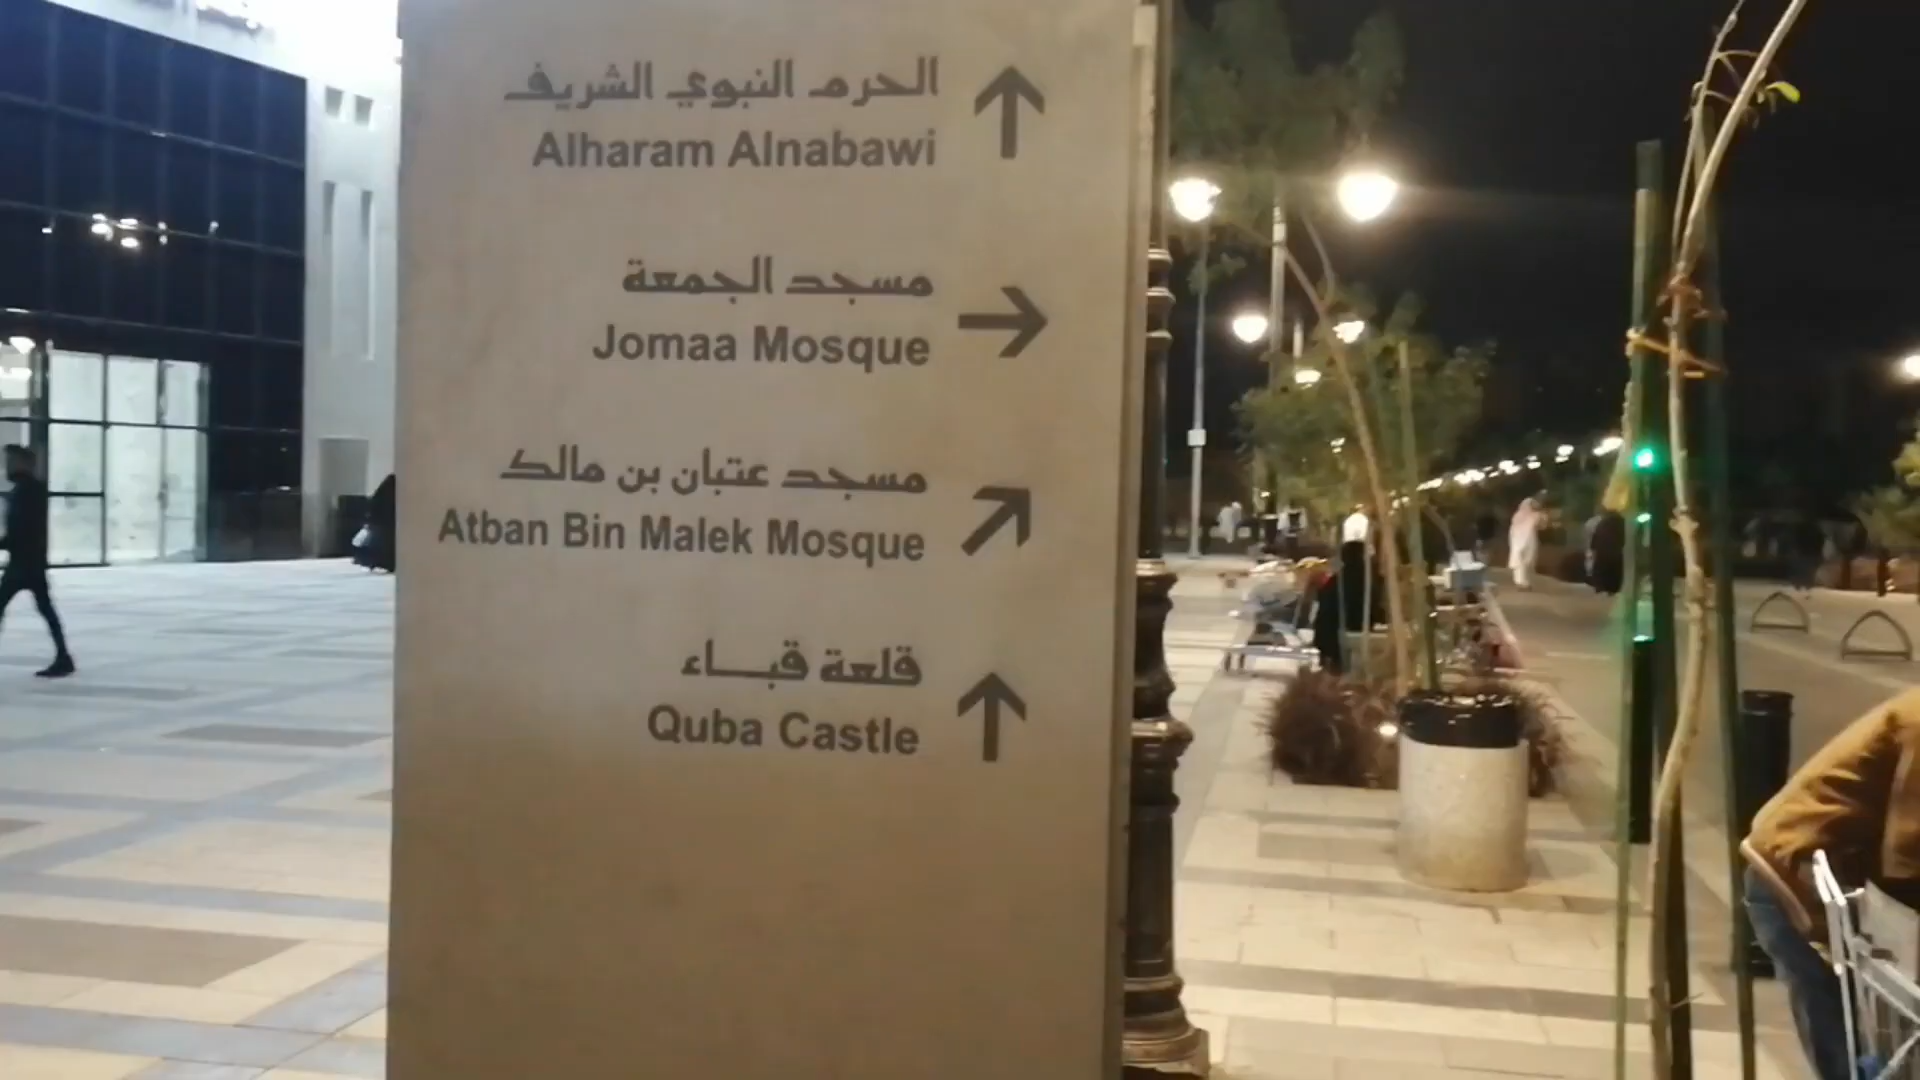 الحرم النبوي الشريف
Alharam Alnabawi
مسجد الجمعة
Jomaa Mosque
مسجد عتبان بن مالك
Atban Bin Malek Mosque
قلعة قباء
Quba Castle